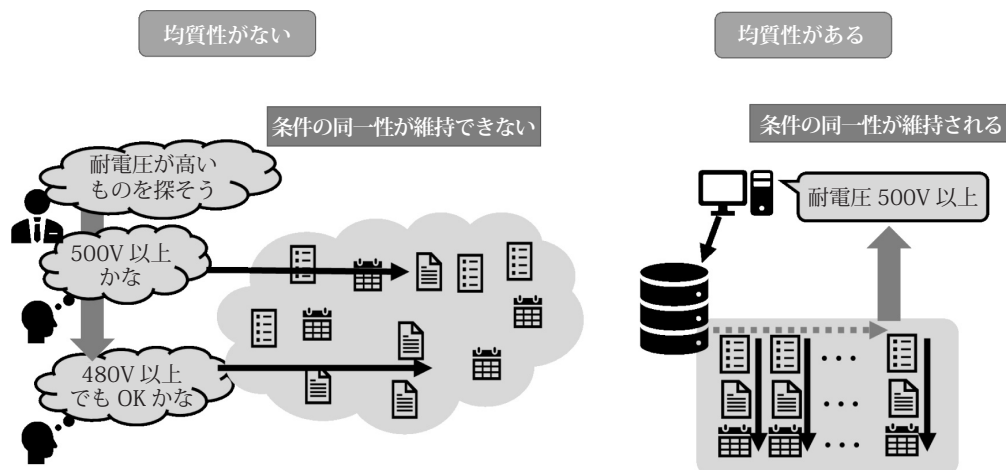 均質性がない
条件の同一性が維持できない
耐電圧が高い
ものを探そう
500V 以上
かな
480V 以上
でも OK かな
均質性がある
条件の同一性が維持される
耐電圧 500V 以上